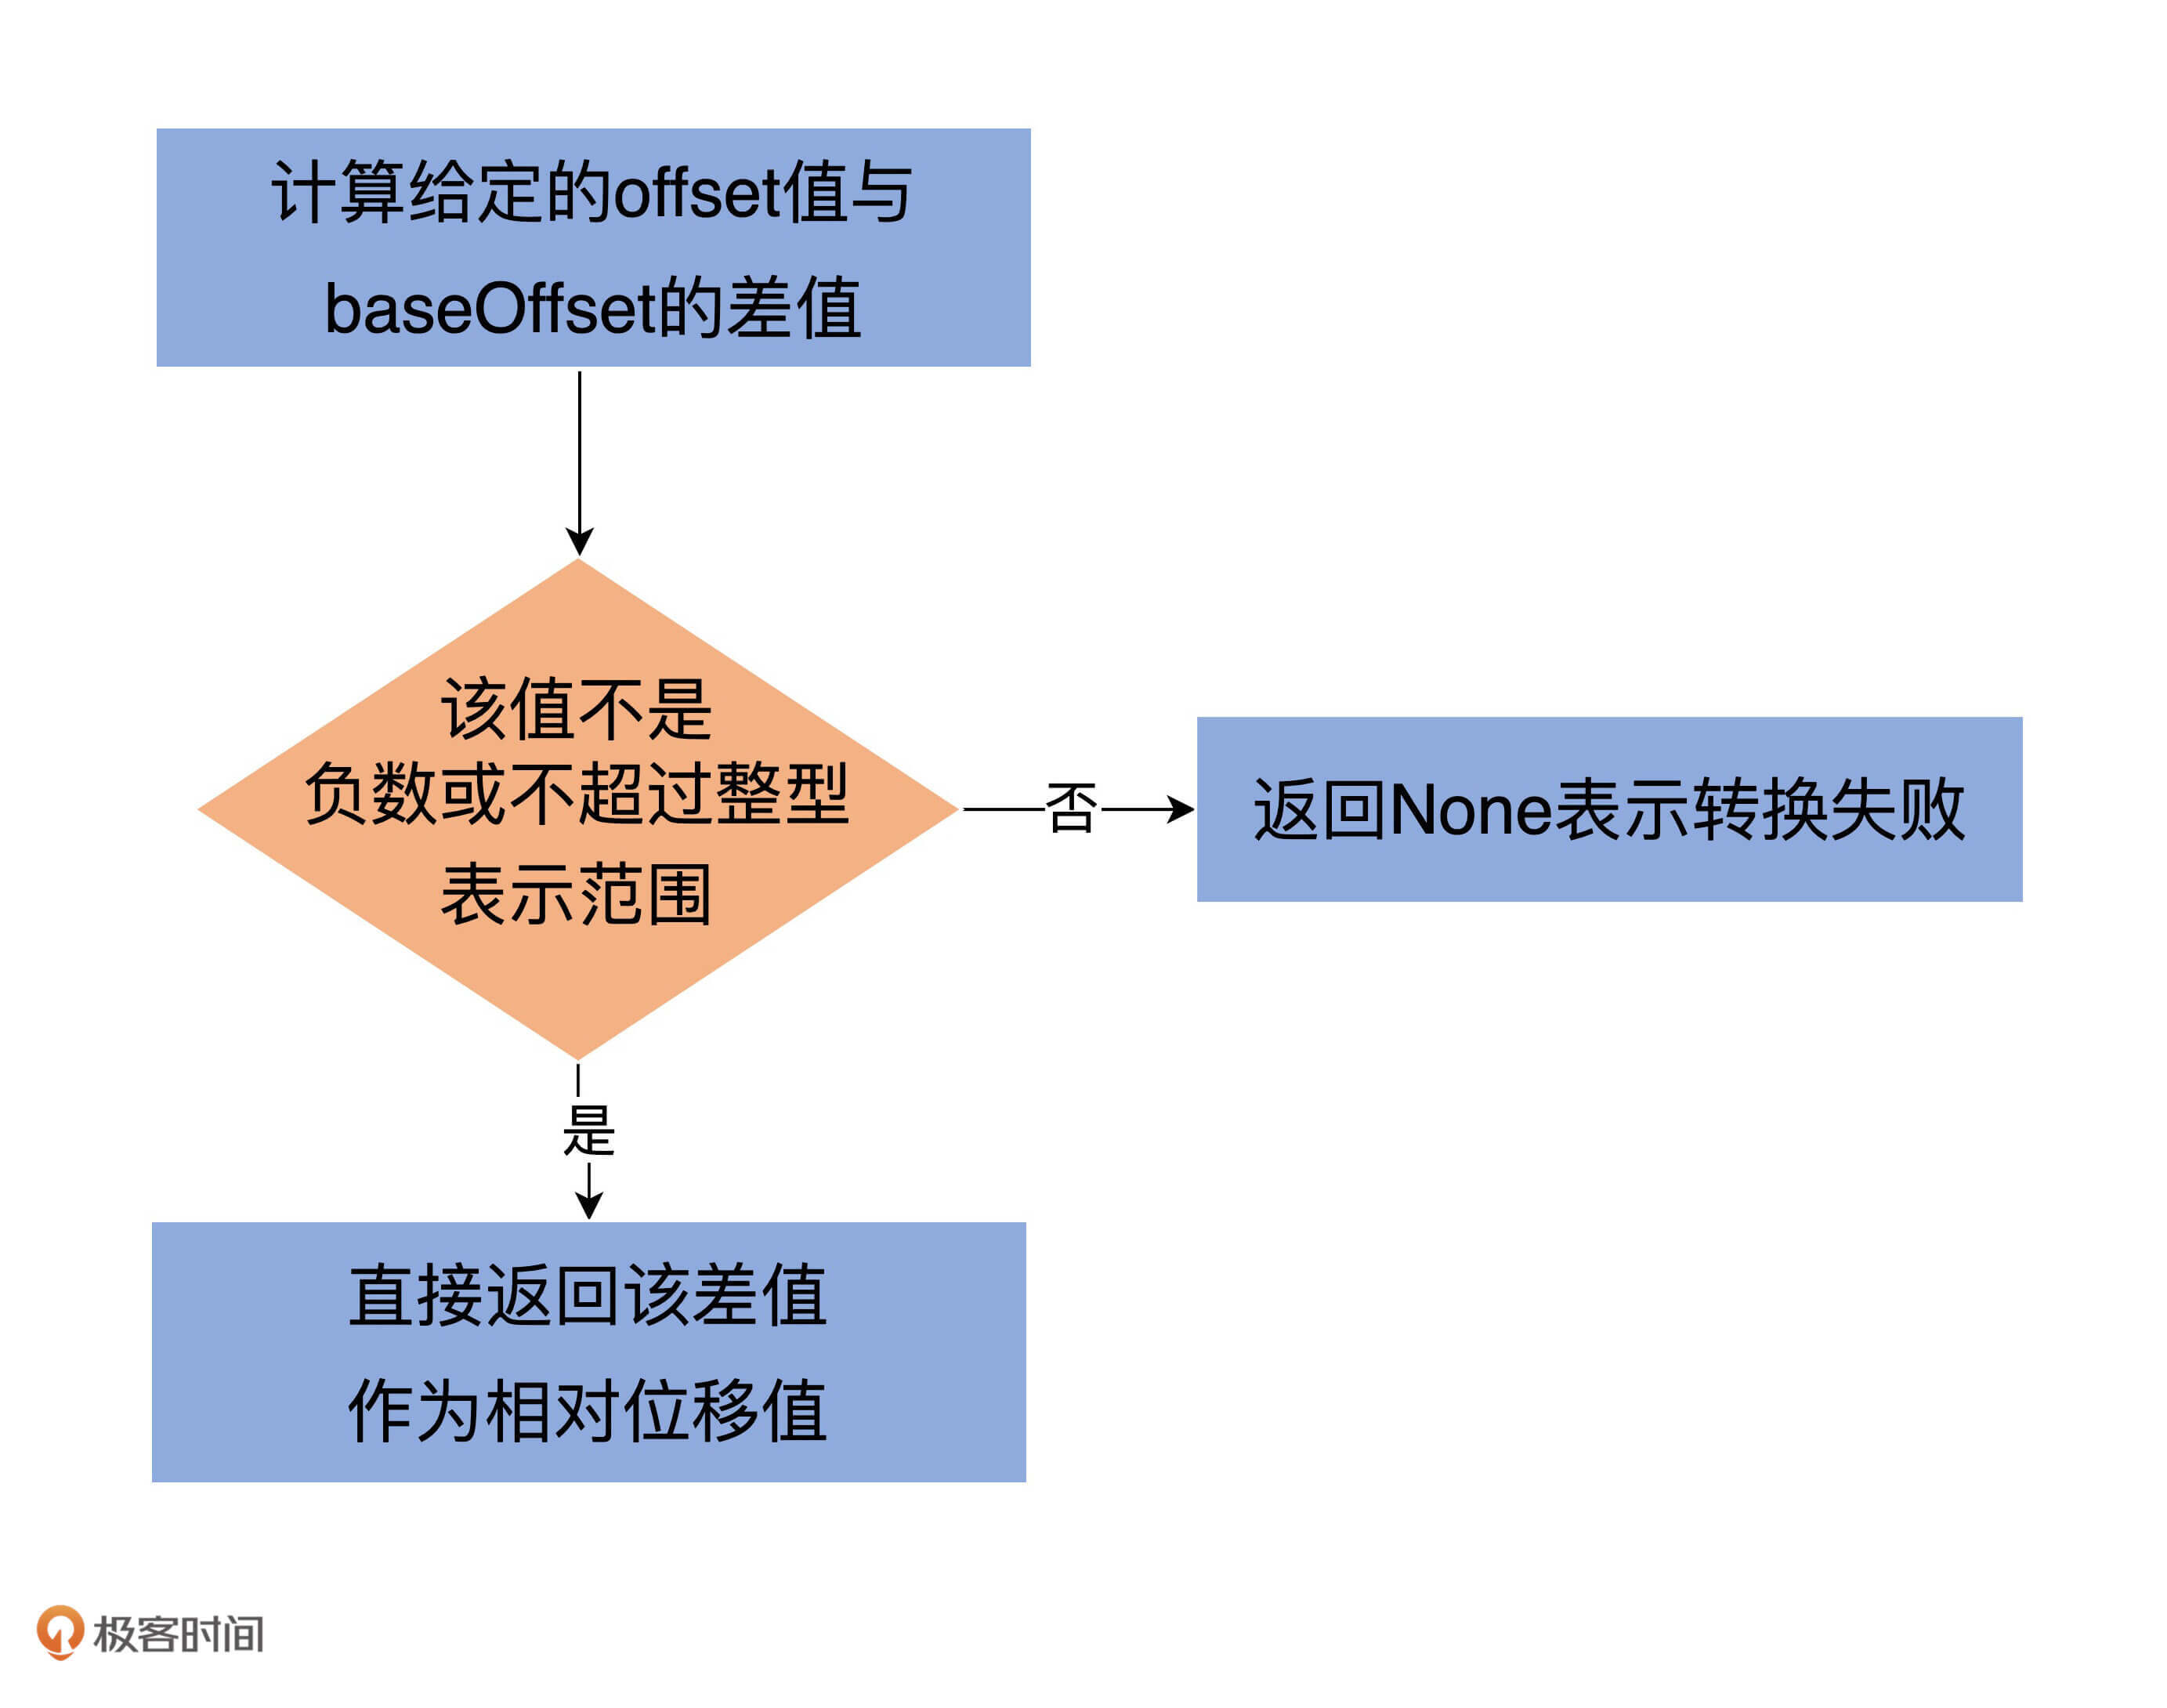 计算给定的offset值与
baseOffset的差值
该值不是
负数或不超过整型
表示范围
否
返回None表示转换失败
是
直接返回该差值
作为相对位移值
极客时间